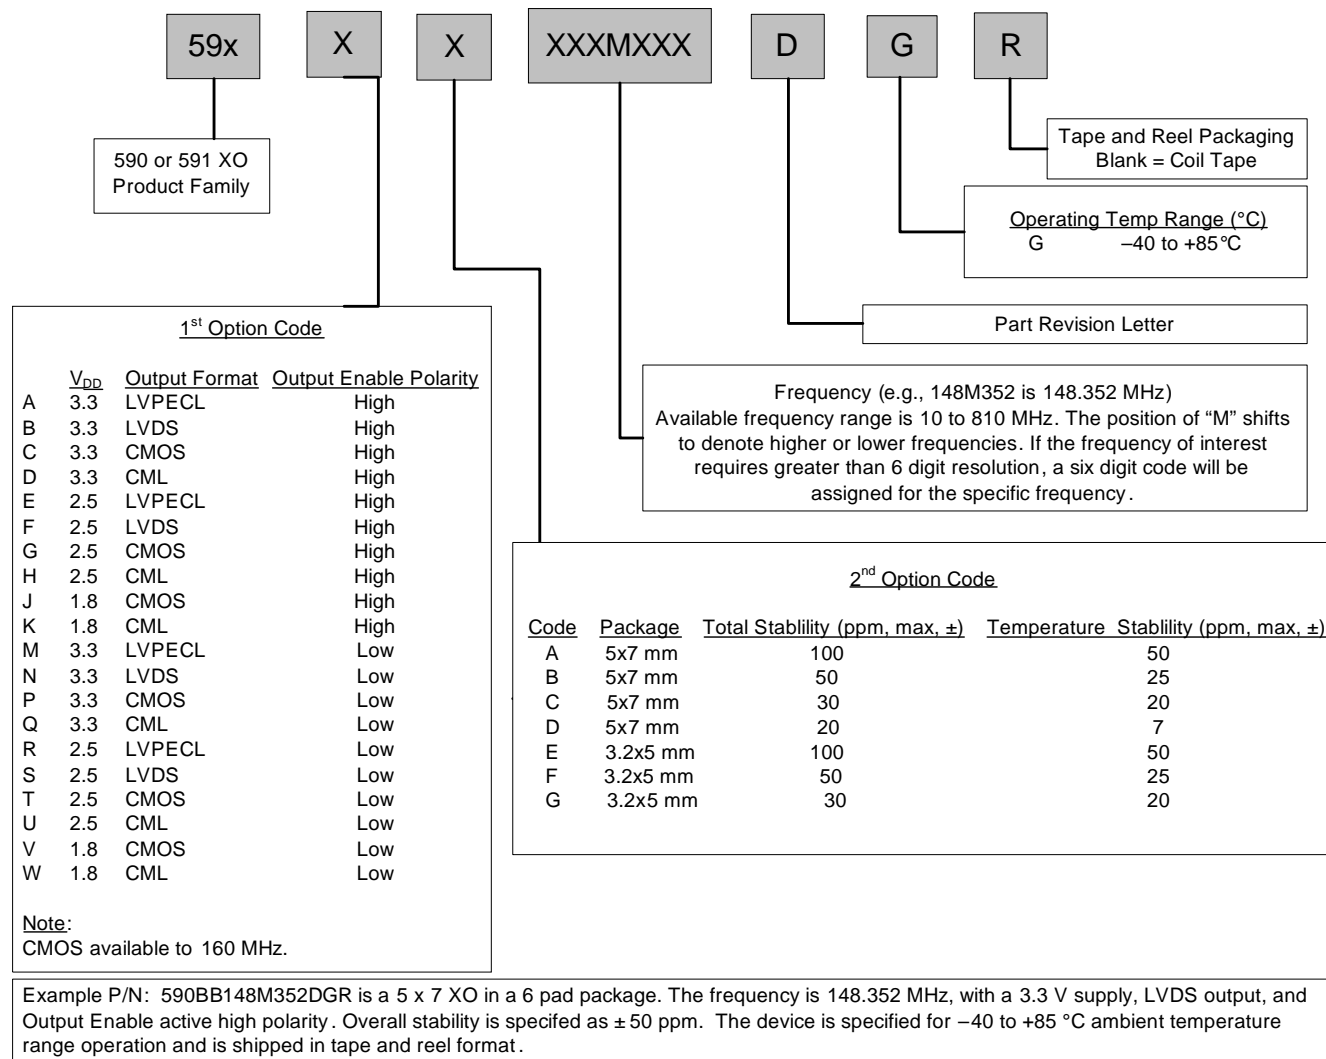 59x X X XXXMXXX D G R
590 or 591 XO
Product Family
Tape and Reel Packaging
Blank = Coil Tape
Operating Temp Range (°C)
G –40 to +85°C
Part Revision Letter
Frequency (e.g., 148M352 is 148.352 MHz)
Available frequency range is 10 to 810 MHz. The position of “M” shifts
to denote higher or lower frequencies. If the frequency of interest
requires greater than 6 digit resolution, a six digit code will be
assigned for the specific frequency.
1st Option Code
VDD Output Format Output Enable Polarity
A 3.3 LVPECL High
B 3.3 LVDS High
C 3.3 CMOS High
D 3.3 CML High
E 2.5 LVPECL High
F 2.5 LVDS High
G 2.5 CMOS High
H 2.5 CML High
J 1.8 CMOS High
K 1.8 CML High
M 3.3 LVPECL Low
N 3.3 LVDS Low
P 3.3 CMOS Low
Q 3.3 CML Low
R 2.5 LVPECL Low
S 2.5 LVDS Low
T 2.5 CMOS Low
U 2.5 CML Low
V 1.8 CMOS Low
W 1.8 CML Low
Note:
CMOS available to 160 MHz.
2nd Option Code
Code Package Total Stablility (ppm, max, ±) Temperature Stablility (ppm, max, ±)
A 5x7 mm 100 50
B 5x7 mm 50 25
C 5x7 mm 30 20
D 5x7 mm 20 7
E 3.2x5 mm 100 50
F 3.2x5 mm 50 25
G 3.2x5 mm 30 20
Example P/N: 590BB148M352DGR is a 5 x 7 XO in a 6 pad package. The frequency is 148.352 MHz, with a 3.3 V supply, LVDS output, and
Output Enable active high polarity. Overall stability is specifed as ±50 ppm. The device is specified for –40 to +85 °C ambient temperature
range operation and is shipped in tape and reel format.